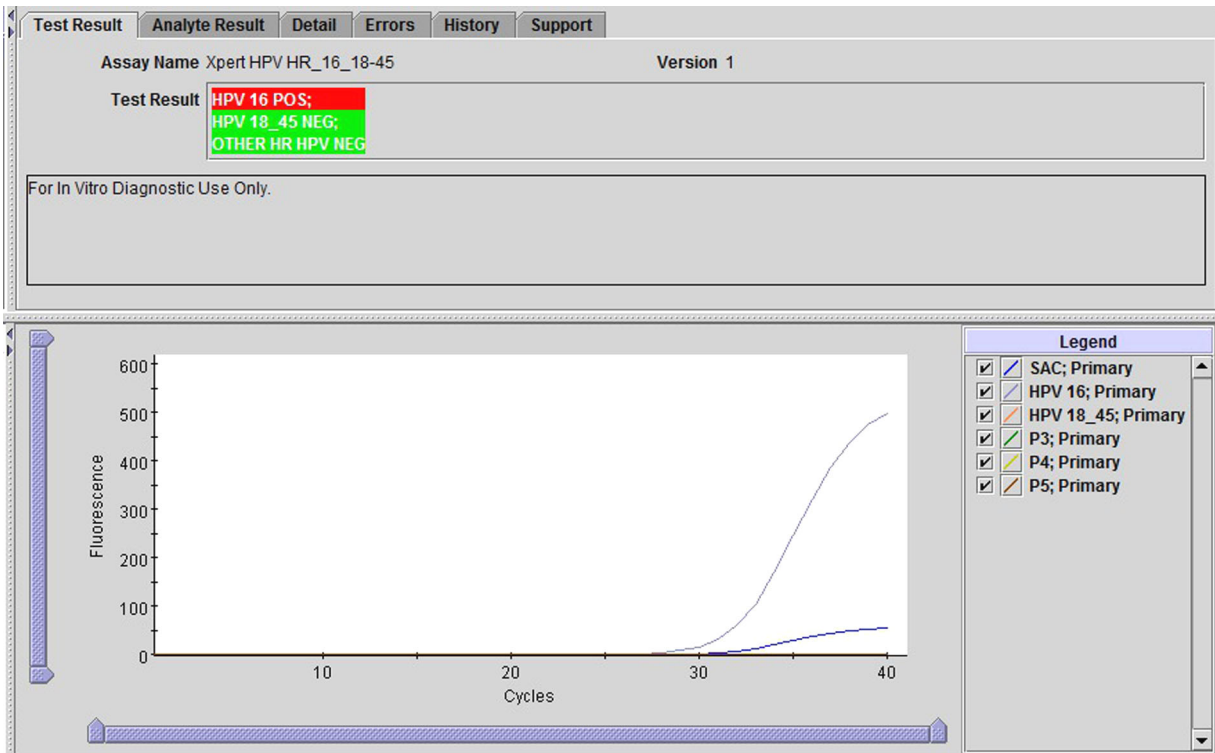 Test Result Analyte Result Detail Errors History Support
Assay Name Xpert HPV HR_16_18-45 Version 1
Test Result HPV 16 POS;
HPV 18_45 NEG;
OTHER HR HPV NEG
For In Vitro Diagnostic Use Only.
600
500
400
300
200
100
0
Fluorescence
10 20 30 40
Cycles
Legend
SAC; Primary
HPV 16; Primary
HPV 18_45; Primary
P3; Primary
P4; Primary
P5; Primary